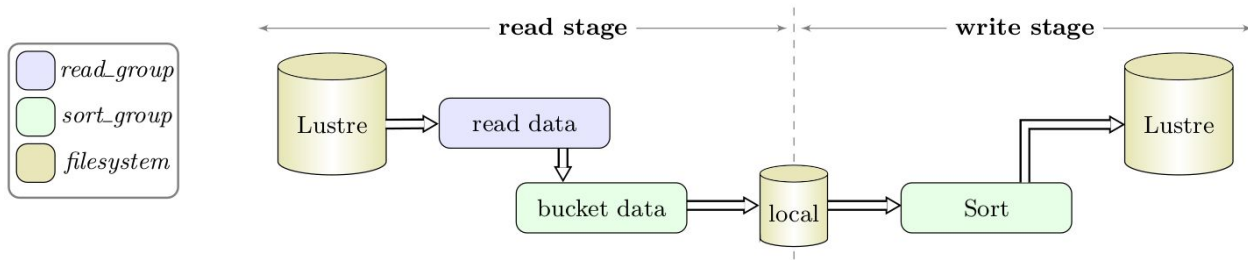 read stage
write stage
read_group
sort_group
filesystem
Lustre
read data
bucket data
local
Sort
Lustre